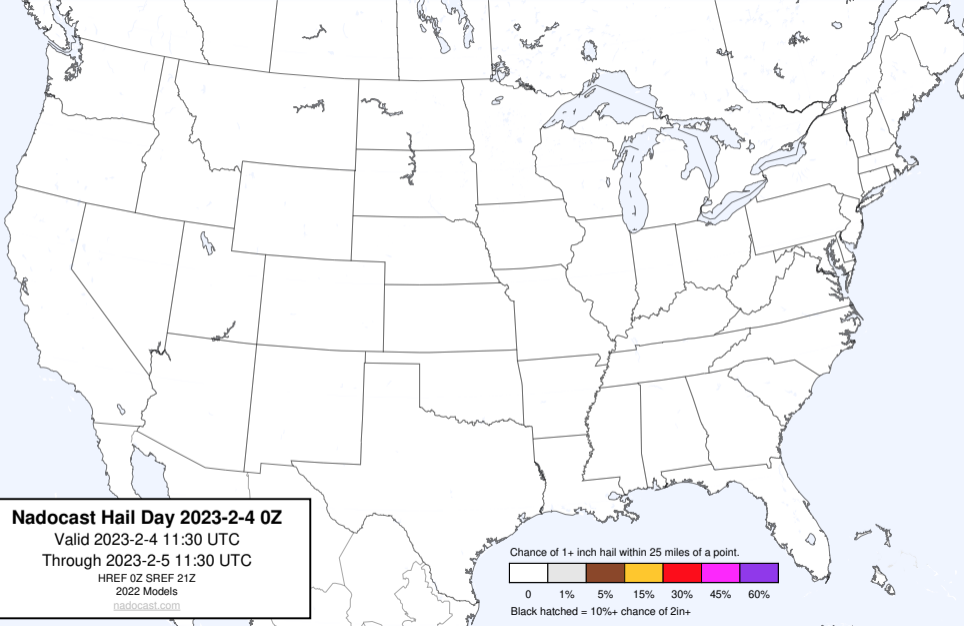 Nadocast Hail Day 2023-2-4 0Z
Valid 2023-2-4 11:30 UTC
Through 2023-2-5 11:30 UTC
HREF 0Z SREF 21Z
2022 Models
nadocast.com
Chance of 1+ inch hail within 25 miles of a point.
0 1% 5% 15% 30% 45% 60%
Black hatched = 10%+ chance of 2in+